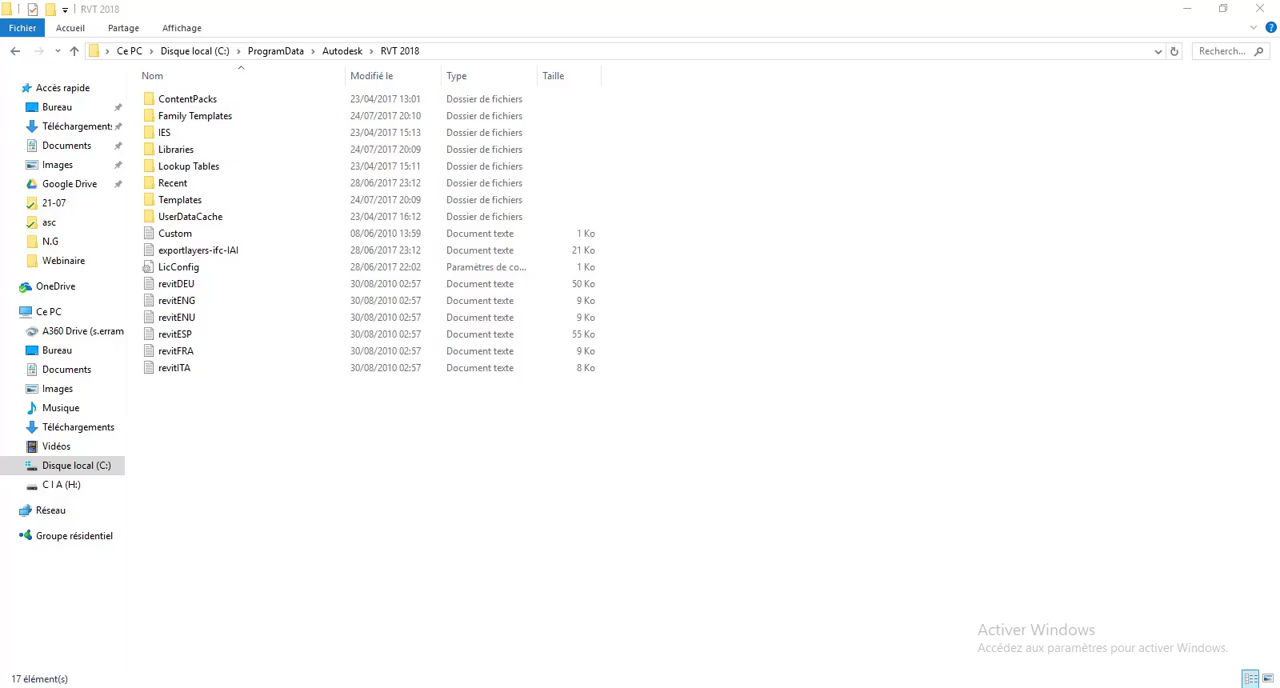 RVT 2018
Fichier Accueil Partage Affichage
Ce PC Disque local (C:) ProgramData Autodesk RVT 2018 Recherch...
Nom Modifié le Type Taille
Accès rapide
Bureau
Téléchargement:
Documents
Images
Google Drive
21-07
asc
N.G
Webinaire
OneDrive
Ce PC
A360 Drive (s.erram
Bureau
Documents
Images
Musique
Téléchargements
Vidéos
Disque local (C:)
C I A (H:)
Réseau
Groupe résidentiel
ContentPacks 23/04/2017 13:01 Dossier de fichiers
Family Templates 24/07/2017 20:10 Dossier de fichiers
IES 23/04/2017 15:13 Dossier de fichiers
Libraries 24/07/2017 20:09 Dossier de fichiers
Lookup Tables 23/04/2017 15:11 Dossier de fichiers
Recent 28/06/2017 23:12 Dossier de fichiers
Templates 24/07/2017 20:09 Dossier de fichiers
UserDataCache 23/04/2017 16:12 Dossier de fichiers
Custom 08/06/2010 13:59 Document texte 1 Ko
exportlayers-ifc-IAI 28/06/2017 23:12 Document texte 21 Ko
LicConfig 28/06/2017 22:02 Paramètres de co... 1 Ko
revitDEU 30/08/2010 02:57 Document texte 50 Ko
revitENG 30/08/2010 02:57 Document texte 9 Ko
revitENU 30/08/2010 02:57 Document texte 9 Ko
revitESP 30/08/2010 02:57 Document texte 55 Ko
revitFRA 30/08/2010 02:57 Document texte 9 Ko
revitITA 30/08/2010 02:57 Document texte 8 Ko
Activer Windows
Accédez aux paramètres pour activer Windows.
17 élément(s)